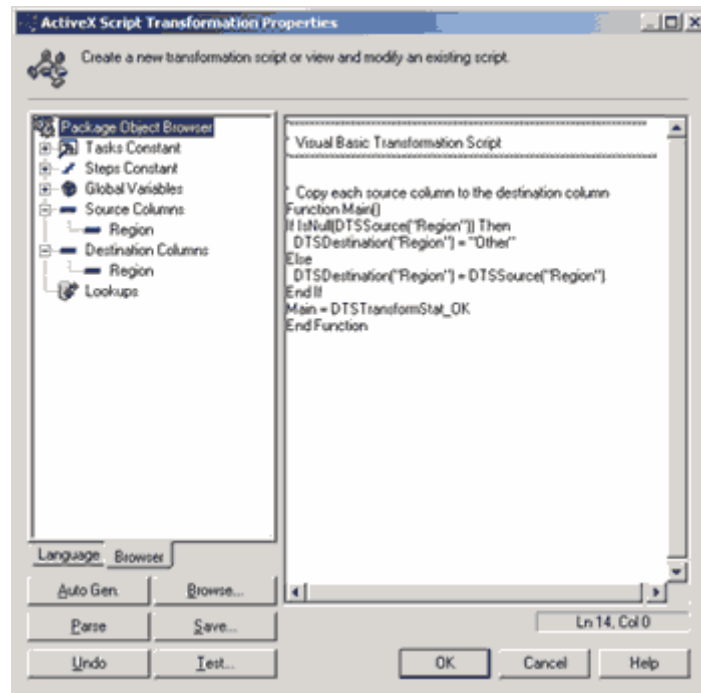 ActiveX Script Transformation Properties
Create a new transformation script or view and modify an existing script.
Package Object Browser
Tasks Constant
Steps Constant
Global Variables
Source Columns
Region
Destination Columns
Region
Lookups
Language
Browser
Auto Gen.
Browse...
Parse
Save...
Undo
Test...
' Visual Basic Transformation Script
' Copy each source column to the destination column
Function Main()
If IsNull(DTSSource("Region")) Then
DTSDestination("Region") = "Other"
Else
DTSDestination("Region") = DTSSource("Region")
End If
Main = DTSTransformStat_OK
End Function
Ln 14, Col 0
OK
Cancel
Help